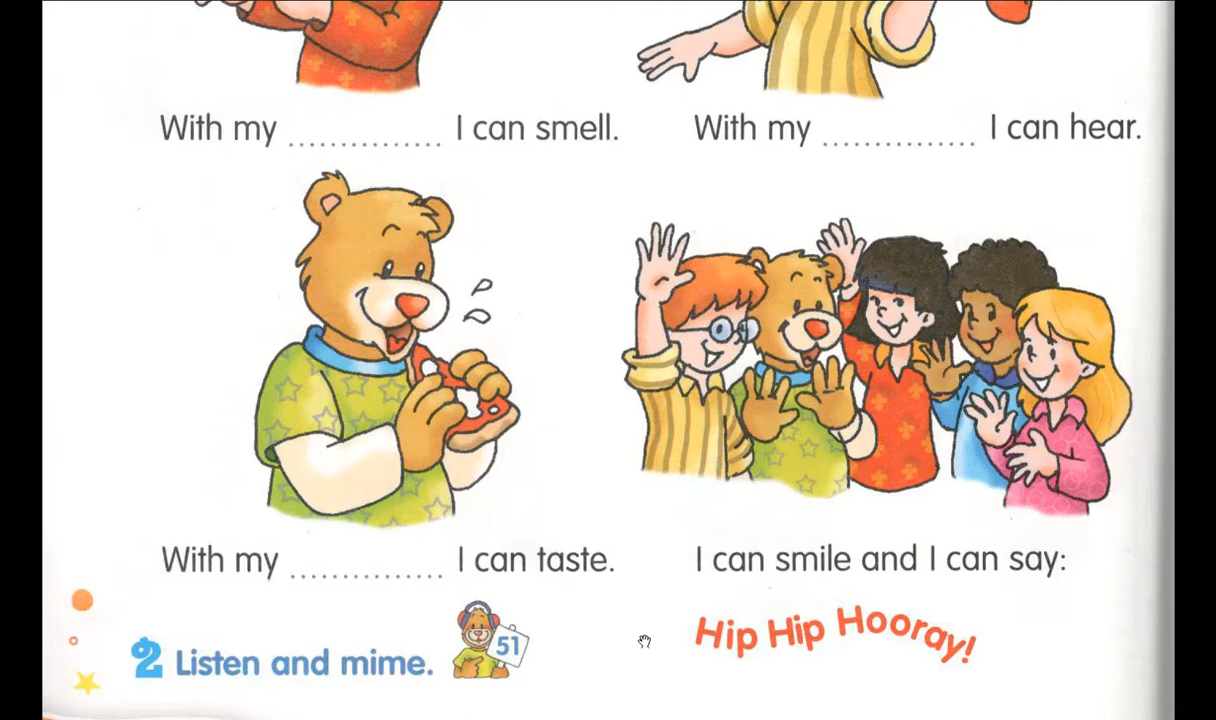 With my .............. I can smell.
With my .............. I can hear.
With my .............. I can taste.
I can smile and I can say:
Hip Hip Hooray!
2 Listen and mime.
51